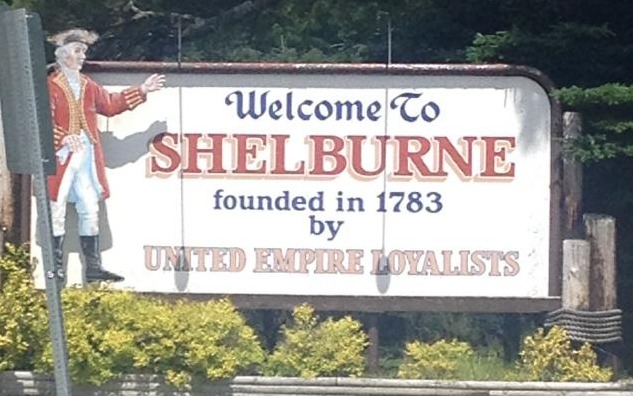 Welcome To
SHELBURNE
founded in 1783
by
UNITED EMPIRE LOYALISTS